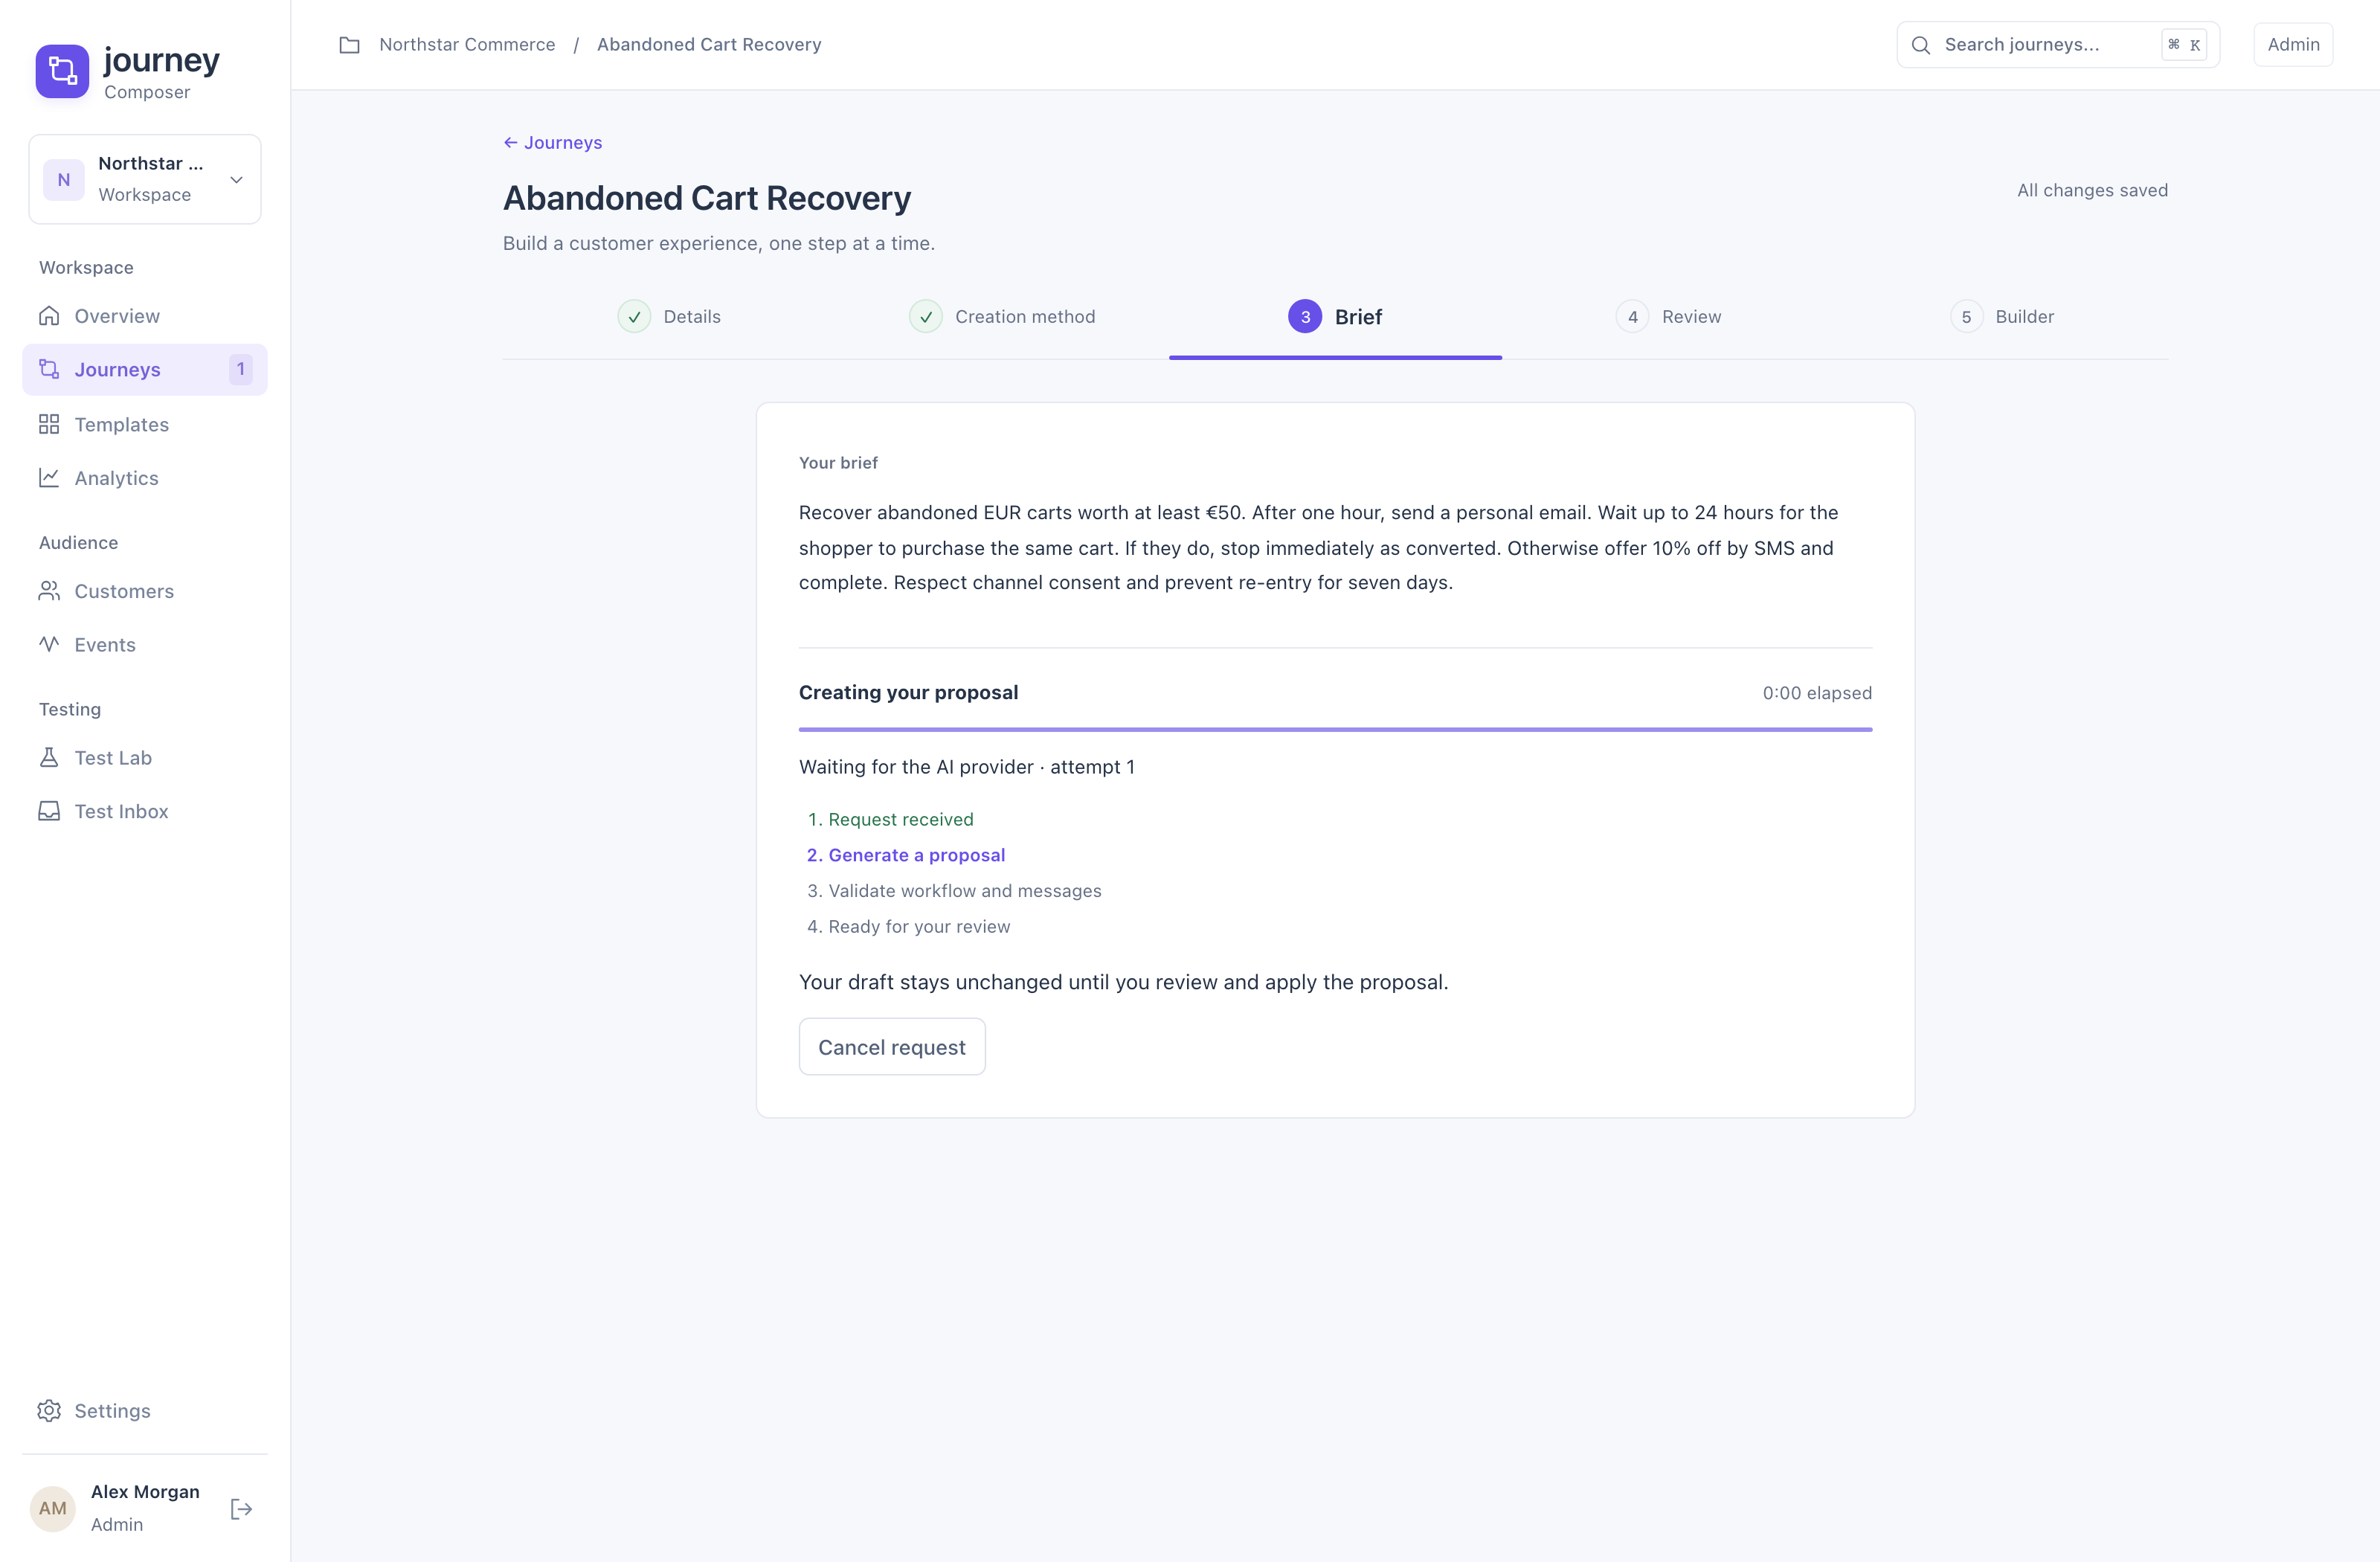 journey
Composer
N
Northstar ...
Workspace
Workspace
Overview
Journeys 1
Templates
Analytics
Audience
Customers
Events
Testing
Test Lab
Test Inbox
Settings
AM
Alex Morgan
Admin
Northstar Commerce / Abandoned Cart Recovery
Search journeys... ⌘ K
Admin
← Journeys
Abandoned Cart Recovery
All changes saved
Build a customer experience, one step at a time.
✓ Details
✓ Creation method
3 Brief
4 Review
5 Builder
Your brief
Recover abandoned EUR carts worth at least €50. After one hour, send a personal email. Wait up to 24 hours for the
shopper to purchase the same cart. If they do, stop immediately as converted. Otherwise offer 10% off by SMS and
complete. Respect channel consent and prevent re-entry for seven days.
Creating your proposal
0:00 elapsed
Waiting for the AI provider · attempt 1
1. Request received
2. Generate a proposal
3. Validate workflow and messages
4. Ready for your review
Your draft stays unchanged until you review and apply the proposal.
Cancel request